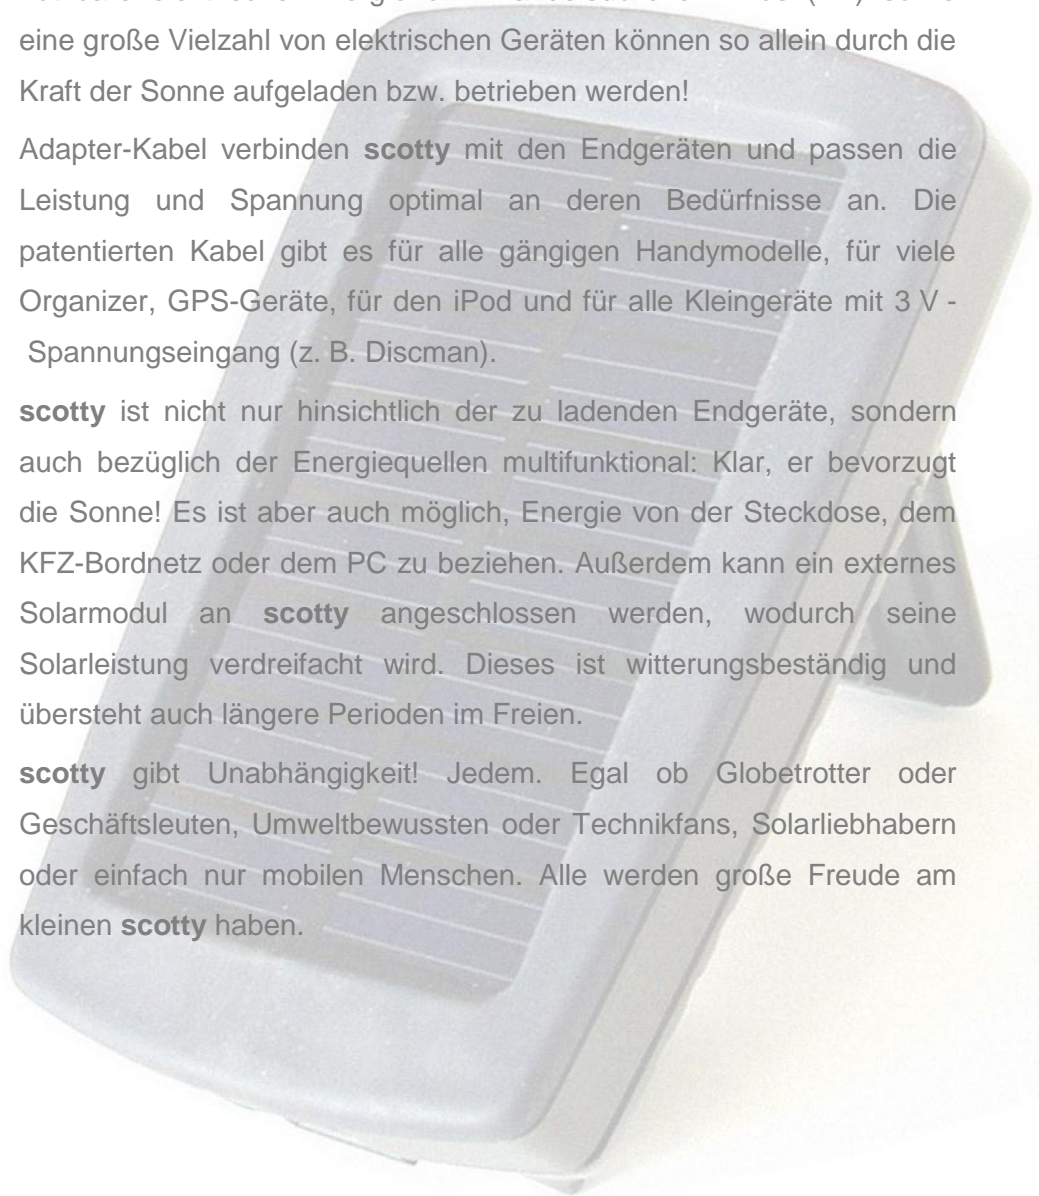 eine große Vielzahl von elektrischen Geräten können so allein durch die
Kraft der Sonne aufgeladen bzw. betrieben werden!
Adapter-Kabel verbinden scotty mit den Endgeräten und passen die
Leistung und Spannung optimal an deren Bedürfnisse an. Die
patentierten Kabel gibt es für alle gängigen Handymodelle, für viele
Organizer, GPS-Geräte, für den iPod und für alle Kleingeräte mit 3 V -
Spannungseingang (z. B. Discman).
scotty ist nicht nur hinsichtlich der zu ladenden Endgeräte, sondern
auch bezüglich der Energiequellen multifunktional: Klar, er bevorzugt
die Sonne! Es ist aber auch möglich, Energie von der Steckdose, dem
KFZ-Bordnetz oder dem PC zu beziehen. Außerdem kann ein externes
Solarmodul an scotty angeschlossen werden, wodurch seine
Solarleistung verdreifacht wird. Dieses ist witterungsbeständig und
übersteht auch längere Perioden im Freien.
scotty gibt Unabhängigkeit! Jedem. Egal ob Globetrotter oder
Geschäftsleuten, Umweltbewussten oder Technikfans, Solarliebhabern
oder einfach nur mobilen Menschen. Alle werden große Freude am
kleinen scotty haben.